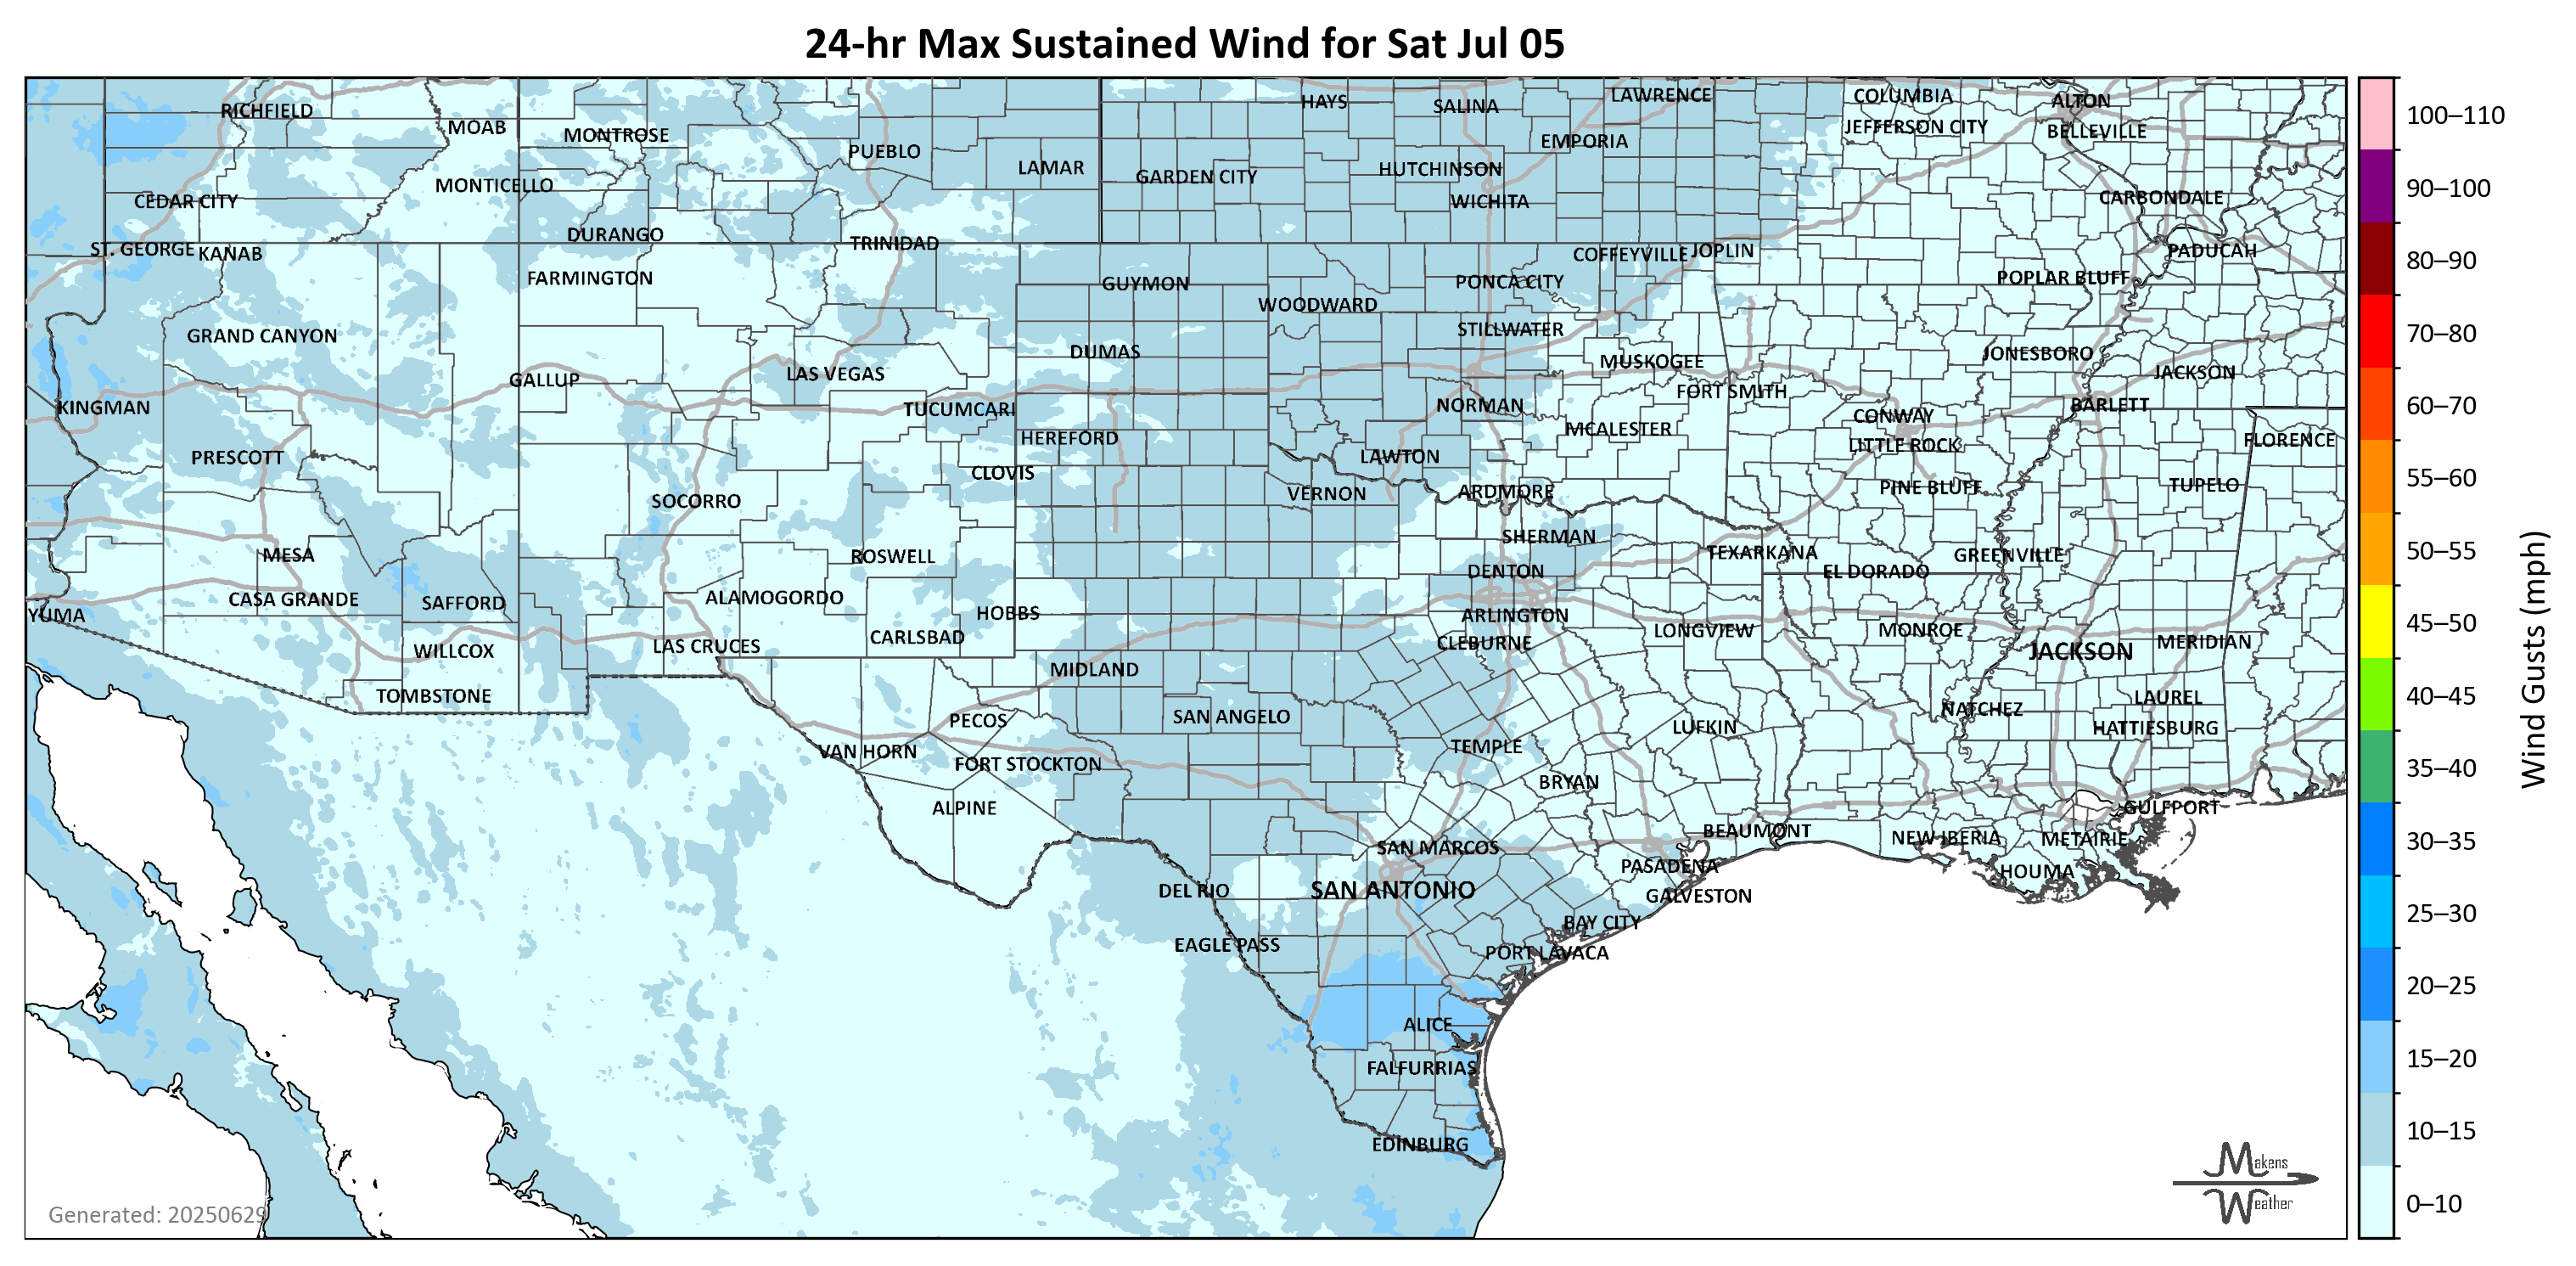 24-hr Max Sustained Wind for Sat Jul 05
RICHFIELD
MOAB
MONTROSE
PUEBLO
LAMAR
HAYS
SALINA
LAWRENCE
COLUMBIA
ALTON
JEFFERSON CITY
BELLEVILLE
EMPORIA
GARDEN CITY
HUTCHINSON
WICHITA
MONTICELLO
CEDAR CITY
CARBONDALE
DURANGO
TRINIDAD
ST. GEORGE
KANAB
COFFEYVILLE
JOPLIN
PADUCAH
FARMINGTON
GUYMON
PONCA CITY
POPLAR BLUFF
WOODWARD
GRAND CANYON
STILLWATER
DUMAS
MUSKOGEE
JONESBORO
GALLUP
LAS VEGAS
JACKSON
FORT SMITH
KINGMAN
TUCUMCARI
NORMAN
CONWAY
BARLETT
HEREFORD
MCALESTER
LITTLE ROCK
FLORENCE
PRESCOTT
LAWTON
CLOVIS
SOCORRO
VERNON
ARDMORE
PINE BLUFF
TUPELO
SHERMAN
MESA
ROSWELL
TEXARKANA
GREENVILLE
DENTON
EL DORADO
CASA GRANDE
SAFFORD
ALAMOGORDO
HOBBS
YUMA
ARLINGTON
WILLCOX
LAS CRUCES
CARLSBAD
CLEBURNE
LONGVIEW
MONROE
JACKSON
MERIDIAN
MIDLAND
TOMBSTONE
LAUREL
PECOS
SAN ANGELO
NATCHEZ
HATTIESBURG
LUFKIN
VAN HORN
FORT STOCKTON
TEMPLE
BRYAN
ALPINE
GULFPORT
BEAUMONT
NEW IBERIA
METAIRIE
SAN MARCOS
PASADENA
HOUMA
DEL RIO
SAN ANTONIO
GALVESTON
BAY CITY
EAGLE PASS
PORT LAVACA
ALICE
FALFURRIAS
EDINBURG
Generated: 20250629
Makens
Weather
100–110
90–100
80–90
70–80
60–70
55–60
50–55
45–50
40–45
35–40
30–35
25–30
20–25
15–20
10–15
0–10
Wind Gusts (mph)